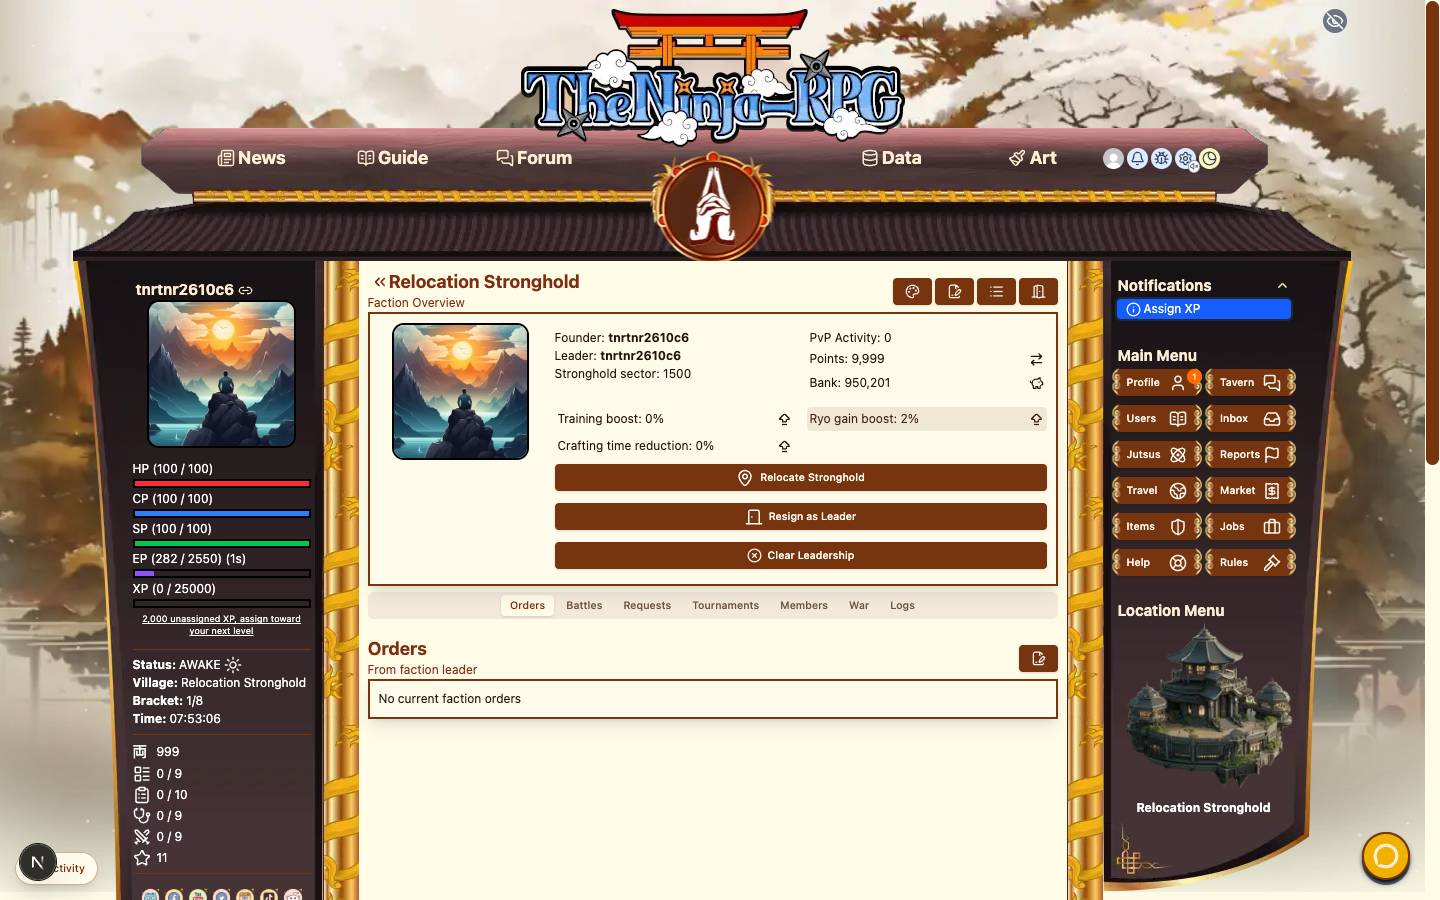 TheNinja-RPG
News
Guide
Forum
Data
Art
tnrtnr2610c6
HP (100 / 100)
CP (100 / 100)
SP (100 / 100)
EP (282 / 2550) (1s)
XP (0 / 25000)
2,000 unassigned XP, assign toward
your next level
Status: AWAKE
Village: Relocation Stronghold
Bracket: 1/8
Time: 07:53:06
両 999
0 / 9
0 / 10
0 / 9
0 / 9
11
N
ctivity
Relocation Stronghold
Faction Overview
Founder: tnrtnr2610c6
Leader: tnrtnr2610c6
Stronghold sector: 1500
PvP Activity: 0
Points: 9,999
Bank: 950,201
Training boost: 0%
Ryo gain boost: 2%
Crafting time reduction: 0%
Relocate Stronghold
Resign as Leader
Clear Leadership
Orders
Battles
Requests
Tournaments
Members
War
Logs
Orders
From faction leader
No current faction orders
Notifications
Assign XP
Main Menu
Profile
1
Tavern
Users
Inbox
Jutsus
Reports
Travel
Market
Items
Jobs
Help
Rules
Location Menu
Relocation Stronghold